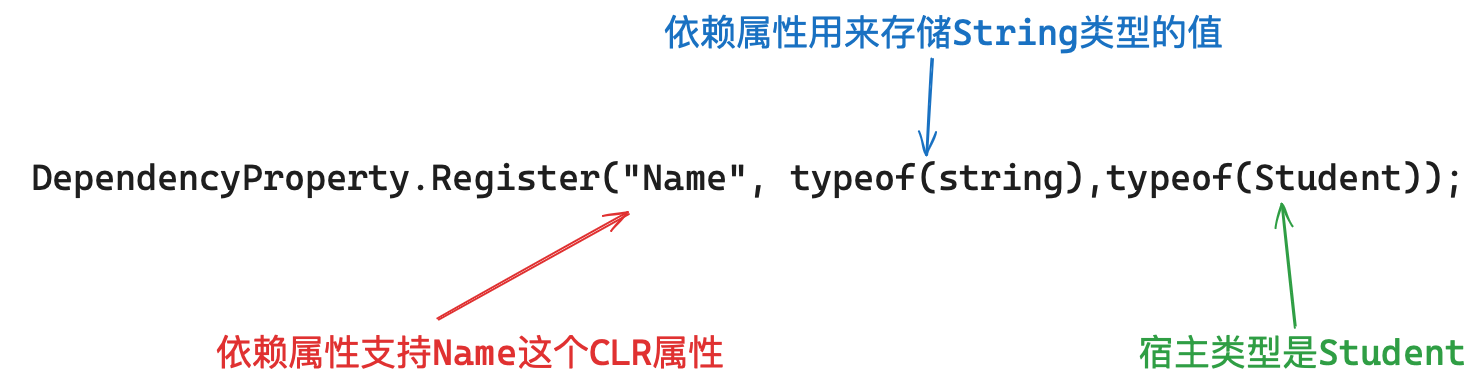 依赖属性用来存储String类型的值
DependencyProperty.Register("Name", typeof(string),typeof(Student));
依赖属性支持Name这个CLR属性
宿主类型是Student